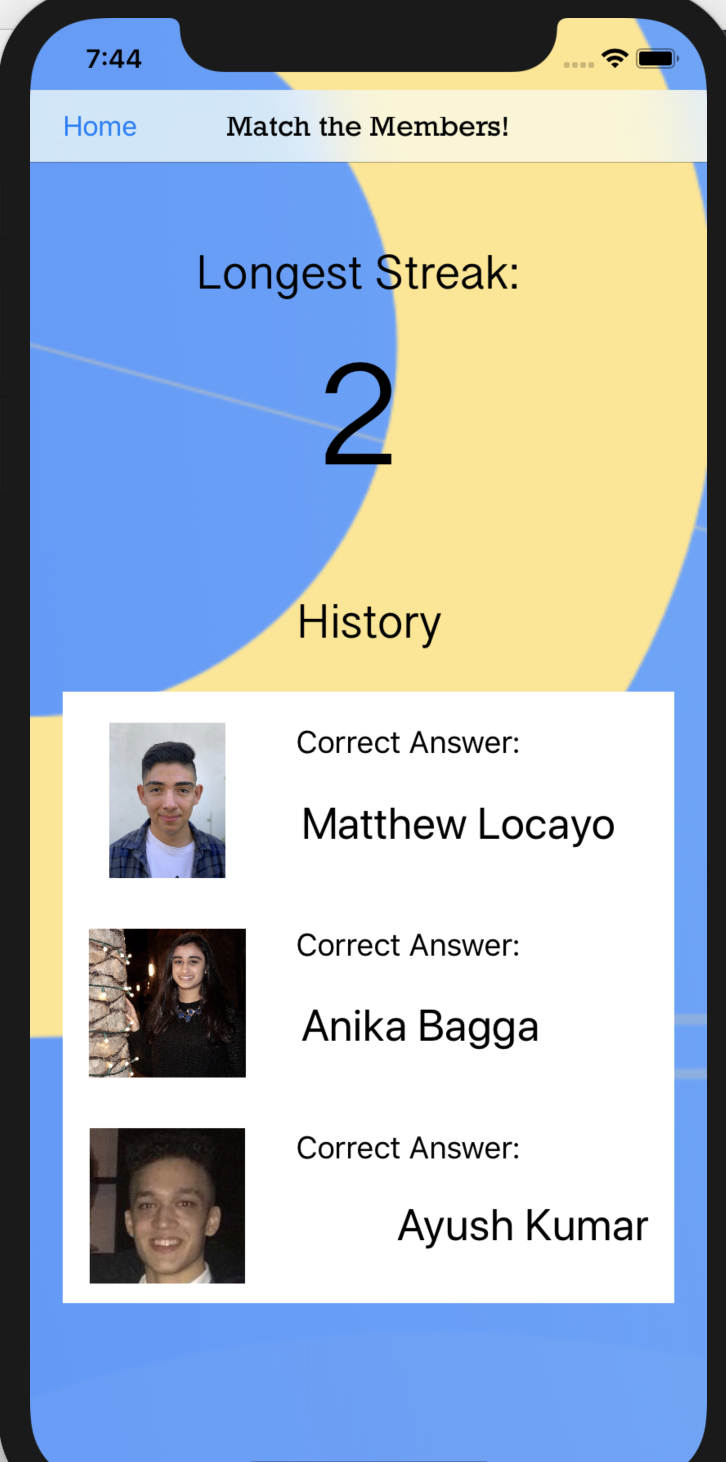 7:44
Home
Match the Members!
Longest Streak:
2
History
Correct Answer:
Matthew Locayo
Correct Answer:
Anika Bagga
Correct Answer:
Ayush Kumar